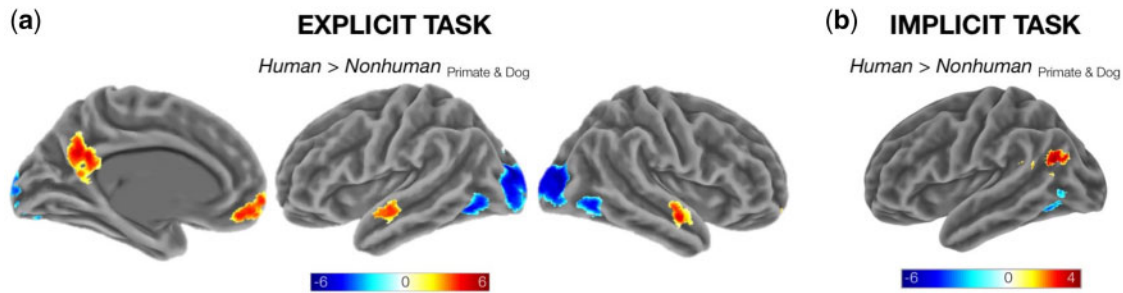 (a) EXPLICIT TASK
Human > Nonhuman Primate & Dog
-6 0 6
(b) IMPLICIT TASK
Human > Nonhuman Primate & Dog
-6 0 4